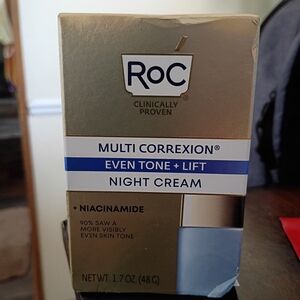 RoC
CLINICALLY
PROVEN
MULTI CORREXION®
EVEN TONE + LIFT
NIGHT CREAM
• NIACINAMIDE
90% SAW A
MORE VISIBLY
EVEN SKIN TONE
NET WT. 1.7 OZ. (48G)